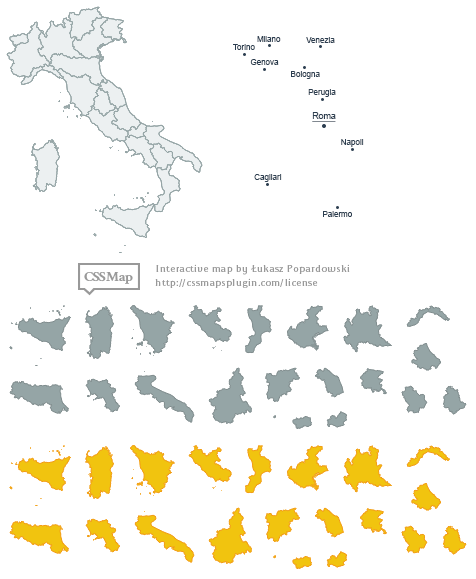 Milano
Venezia
Torino
Genova
Bologna
Perugia
Roma
Napoli
Cagliari
Palermo
CSSMap
Interactive map by Łukasz Popardowski
http://cssmapsplugin.com/license